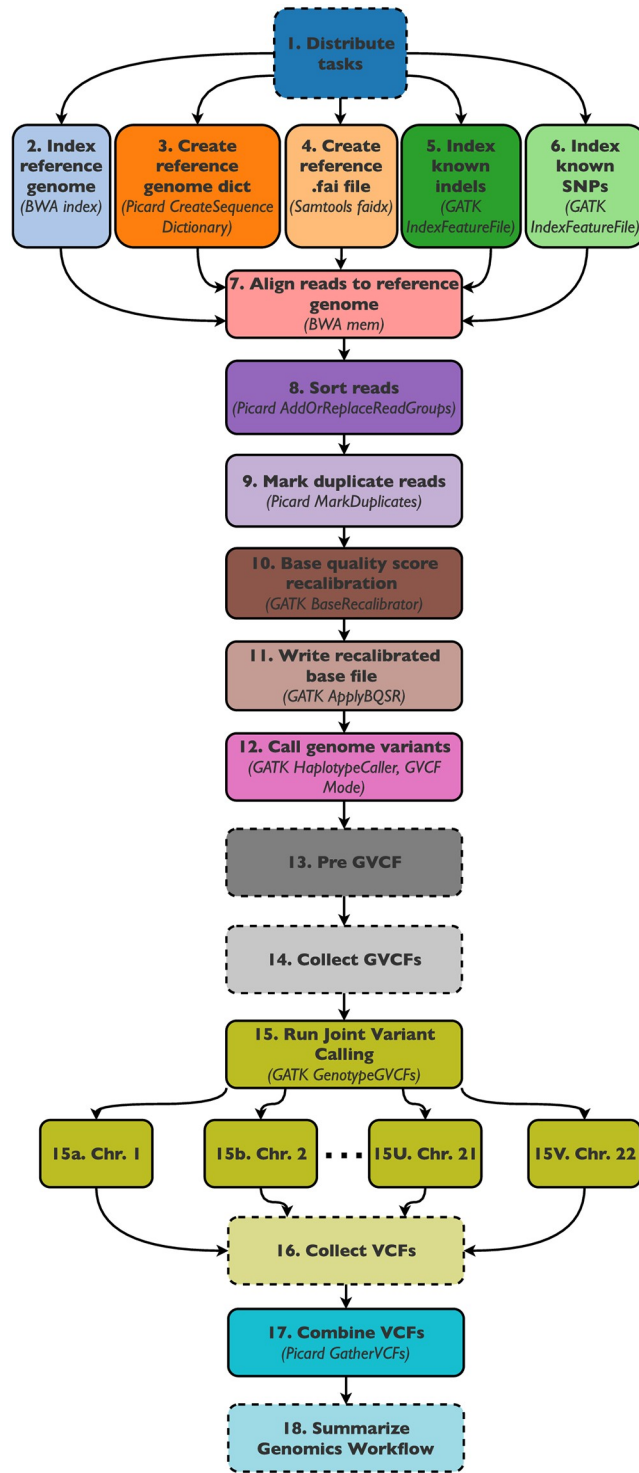 1. Distribute
tasks
2. Index
reference
genome
(BWA index)
3. Create
reference
genome dict
(Picard CreateSequence
Dictionary)
4. Create
reference
.fai file
(Samtools faidx)
5. Index
known
indels
(GATK
IndexFeatureFile)
6. Index
known
SNPs
(GATK
IndexFeatureFile)
7. Align reads to reference
genome
(BWA mem)
8. Sort reads
(Picard AddOrReplaceReadGroups)
9. Mark duplicate reads
(Picard MarkDuplicates)
10. Base quality score
recalibration
(GATK BaseRecalibrator)
11. Write recalibrated
base file
(GATK ApplyBQSR)
12. Call genome variants
(GATK HaplotypeCaller, GVCF
Mode)
13. Pre GVCF
14. Collect GVCFs
15. Run Joint Variant
Calling
(GATK GenotypeGVCFs)
15a. Chr. 1
15b. Chr. 2
...
15U. Chr. 21
15V. Chr. 22
16. Collect VCFs
17. Combine VCFs
(Picard GatherVCFs)
18. Summarize
Genomics Workflow